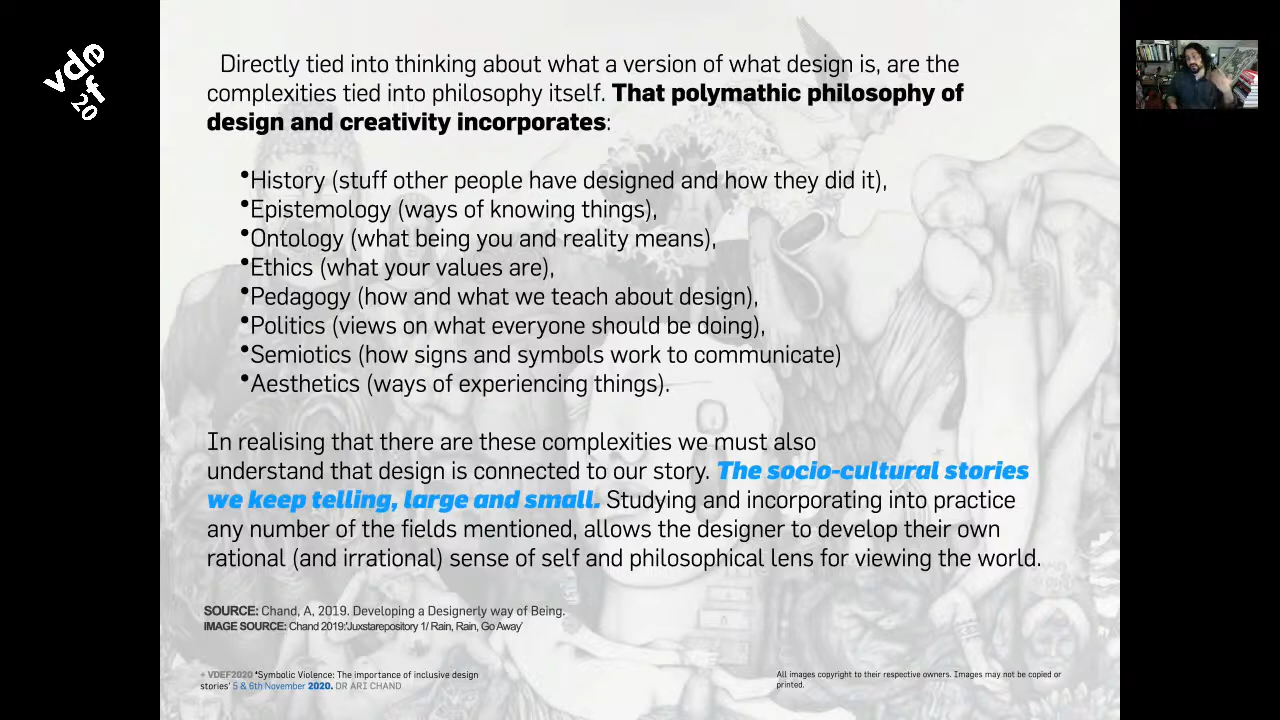 vdef
20
Directly tied into thinking about what a version of what design is, are the
complexities tied into philosophy itself. That polymathic philosophy of
design and creativity incorporates:
•History (stuff other people have designed and how they did it),
•Epistemology (ways of knowing things),
•Ontology (what being you and reality means),
•Ethics (what your values are),
•Pedagogy (how and what we teach about design),
•Politics (views on what everyone should be doing),
•Semiotics (how signs and symbols work to communicate)
•Aesthetics (ways of experiencing things).
In realising that there are these complexities we must also
understand that design is connected to our story. The socio-cultural stories
we keep telling, large and small. Studying and incorporating into practice
any number of the fields mentioned, allows the designer to develop their own
rational (and irrational) sense of self and philosophical lens for viewing the world.
SOURCE: Chand, A, 2019. Developing a Designerly way of Being.
IMAGE SOURCE: Chand 2019:'Juxstarepository 1/ Rain, Rain, Go Away'
+ VDEF2020 'Symbolic Violence: The importance of inclusive design
stories' 5 & 6th November 2020. DR ARI CHAND
All images copyright to their respective owners. Images may not be copied or
printed.